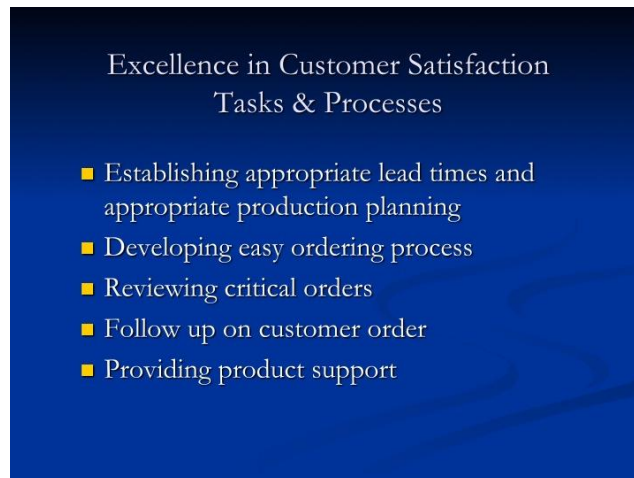 Excellence in Customer Satisfaction
Tasks & Processes
Establishing appropriate lead times and
appropriate production planning
Developing easy ordering process
Reviewing critical orders
Follow up on customer order
Providing product support